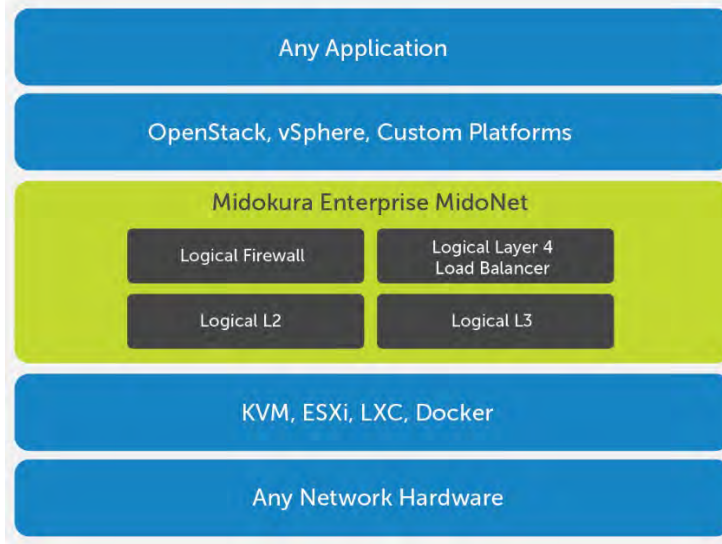 Any Application
OpenStack, vSphere, Custom Platforms
Midokura Enterprise MidoNet
Logical Firewall
Logical Layer 4
Load Balancer
Logical L2
Logical L3
KVM, ESXi, LXC, Docker
Any Network Hardware